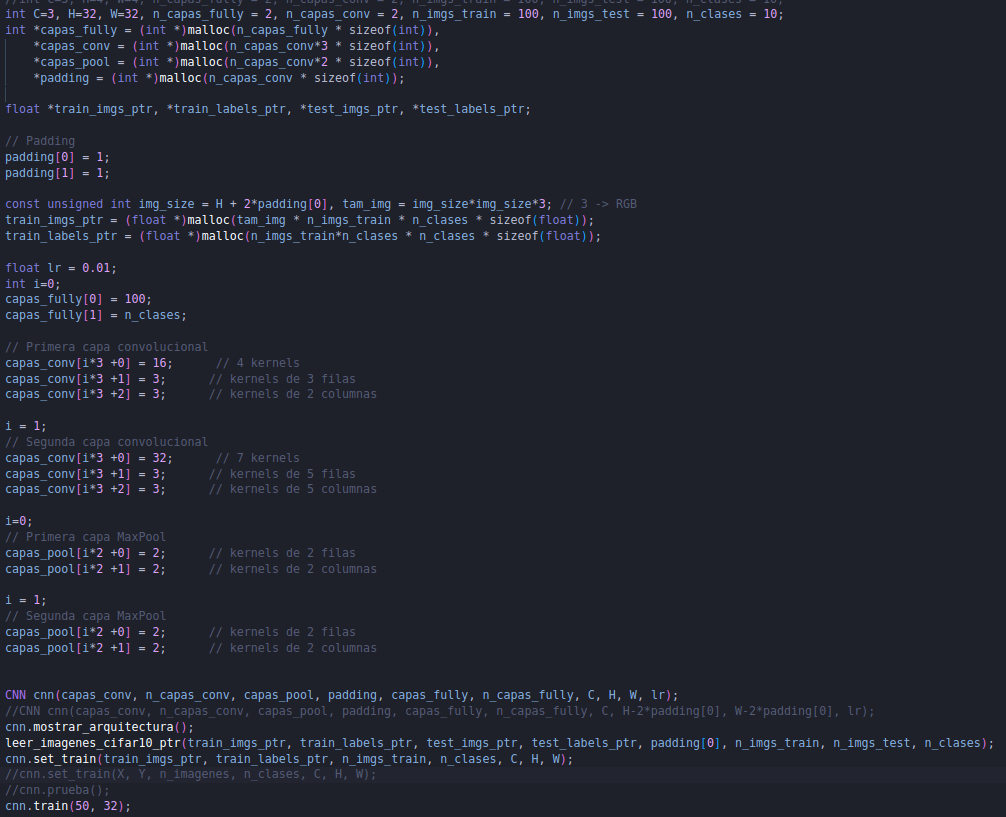 //int C=3, H=4, W=4, n_capas_fully = 2, n_capas_conv = 2, n_imgs_train = 100, n_imgs_test = 100, n_clases = 10;
int C=3, H=32, W=32, n_capas_fully = 2, n_capas_conv = 2, n_imgs_train = 100, n_imgs_test = 100, n_clases = 10;
int *capas_fully = (int *)malloc(n_capas_fully * sizeof(int)),
    *capas_conv = (int *)malloc(n_capas_conv*3 * sizeof(int)),
    *capas_pool = (int *)malloc(n_capas_conv*2 * sizeof(int)),
    *padding = (int *)malloc(n_capas_conv * sizeof(int));
float *train_imgs_ptr, *train_labels_ptr, *test_imgs_ptr, *test_labels_ptr;
// Padding
padding[0] = 1;
padding[1] = 1;
const unsigned int img_size = H + 2*padding[0], tam_img = img_size*img_size*3; // 3 -> RGB
train_imgs_ptr = (float *)malloc(tam_img * n_imgs_train * n_clases * sizeof(float));
train_labels_ptr = (float *)malloc(n_imgs_train*n_clases * n_clases * sizeof(float));
float lr = 0.01;
int i=0;
capas_fully[0] = 100;
capas_fully[1] = n_clases;
// Primera capa convolucional
capas_conv[i*3 +0] = 16;      // 4 kernels
capas_conv[i*3 +1] = 3;      // kernels de 3 filas
capas_conv[i*3 +2] = 3;      // kernels de 2 columnas
i = 1;
// Segunda capa convolucional
capas_conv[i*3 +0] = 32;      // 7 kernels
capas_conv[i*3 +1] = 3;      // kernels de 5 filas
capas_conv[i*3 +2] = 3;      // kernels de 5 columnas
i=0;
// Primera capa MaxPool
capas_pool[i*2 +0] = 2;      // kernels de 2 filas
capas_pool[i*2 +1] = 2;      // kernels de 2 columnas
i = 1;
// Segunda capa MaxPool
capas_pool[i*2 +0] = 2;      // kernels de 2 filas
capas_pool[i*2 +1] = 2;      // kernels de 2 columnas
CNN cnn(capas_conv, n_capas_conv, capas_pool, padding, capas_fully, n_capas_fully, C, H, W, lr);
//CNN cnn(capas_conv, n_capas_conv, capas_pool, padding, capas_fully, n_capas_fully, C, H-2*padding[0], W-2*padding[0], lr);
cnn.mostrar_arquitectura();
leer_imagenes_cifar10_ptr(train_imgs_ptr, train_labels_ptr, test_imgs_ptr, test_labels_ptr, padding[0], n_imgs_train, n_imgs_test, n_clases);
cnn.set_train(train_imgs_ptr, train_labels_ptr, n_imgs_train, n_clases, C, H, W);
//cnn.set_train(X, Y, n_imagenes, n_clases, C, H, W);
//cnn.prueba();
cnn.train(50, 32);